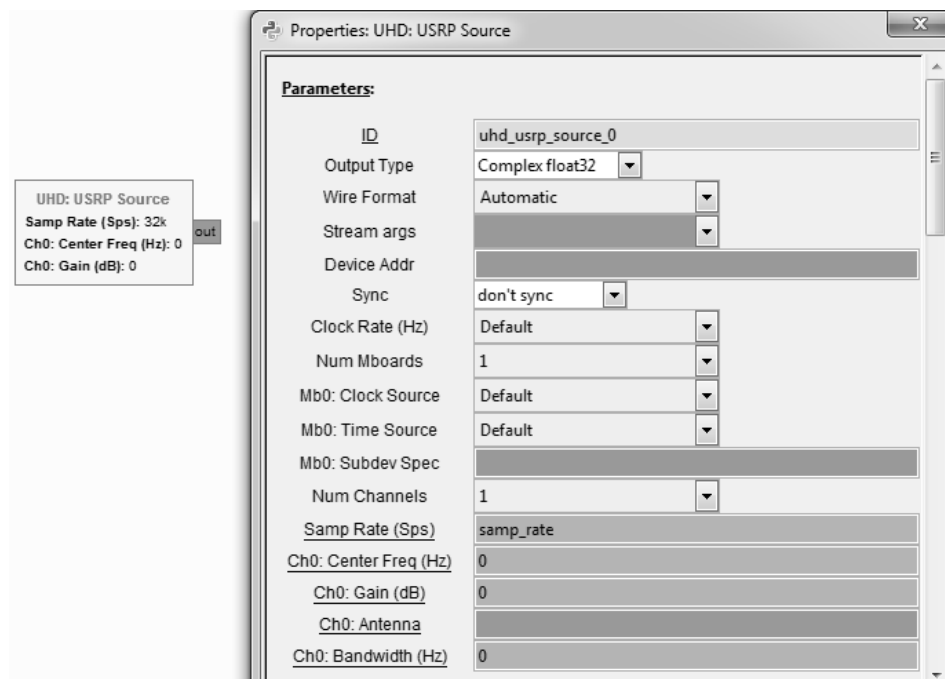 Properties: UHD: USRP Source
Parameters:
ID uhd_usrp_source_0
Output Type Complex float32
Wire Format Automatic
Stream args
Device Addr
Sync don't sync
Clock Rate (Hz) Default
Num Mboards 1
Mb0: Clock Source Default
Mb0: Time Source Default
Mb0: Subdev Spec
Num Channels 1
Samp Rate (Sps) samp_rate
Ch0: Center Freq (Hz) 0
Ch0: Gain (dB) 0
Ch0: Antenna
Ch0: Bandwidth (Hz) 0
UHD: USRP Source
Samp Rate (Sps): 32k
Ch0: Center Freq (Hz): 0
Ch0: Gain (dB): 0
out